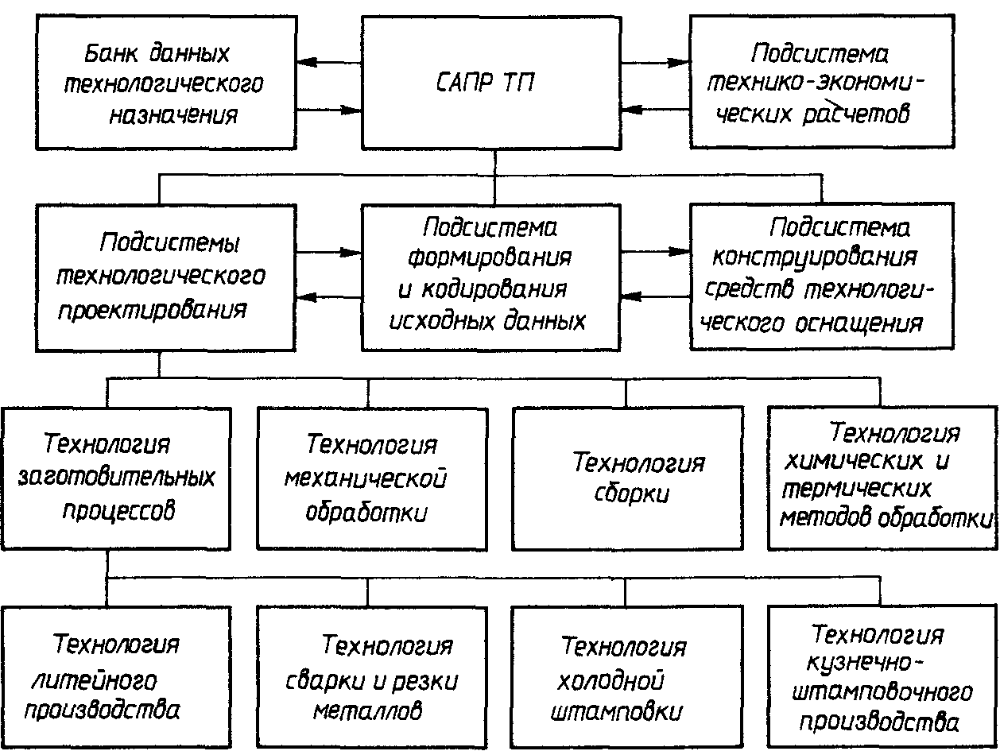 Банк данных
технологического
назначения
САПР ТП
Подсистема
технико-экономи-
ческих расчетов
Подсистемы
технологического
проектирования
Подсистема
формирования
и кодирования
исходных данных
Подсистема
конструирования
средств технологи-
ческого оснащения
Технология
заготовительных
процессов
Технология
механической
обработки
Технология
сборки
Технология
химических и
термических
методов обработки
Технология
литейного
производства
Технология
сварки и резки
металлов
Технология
холодной
штамповки
Технология
кузнечно-
штамповочного
производства